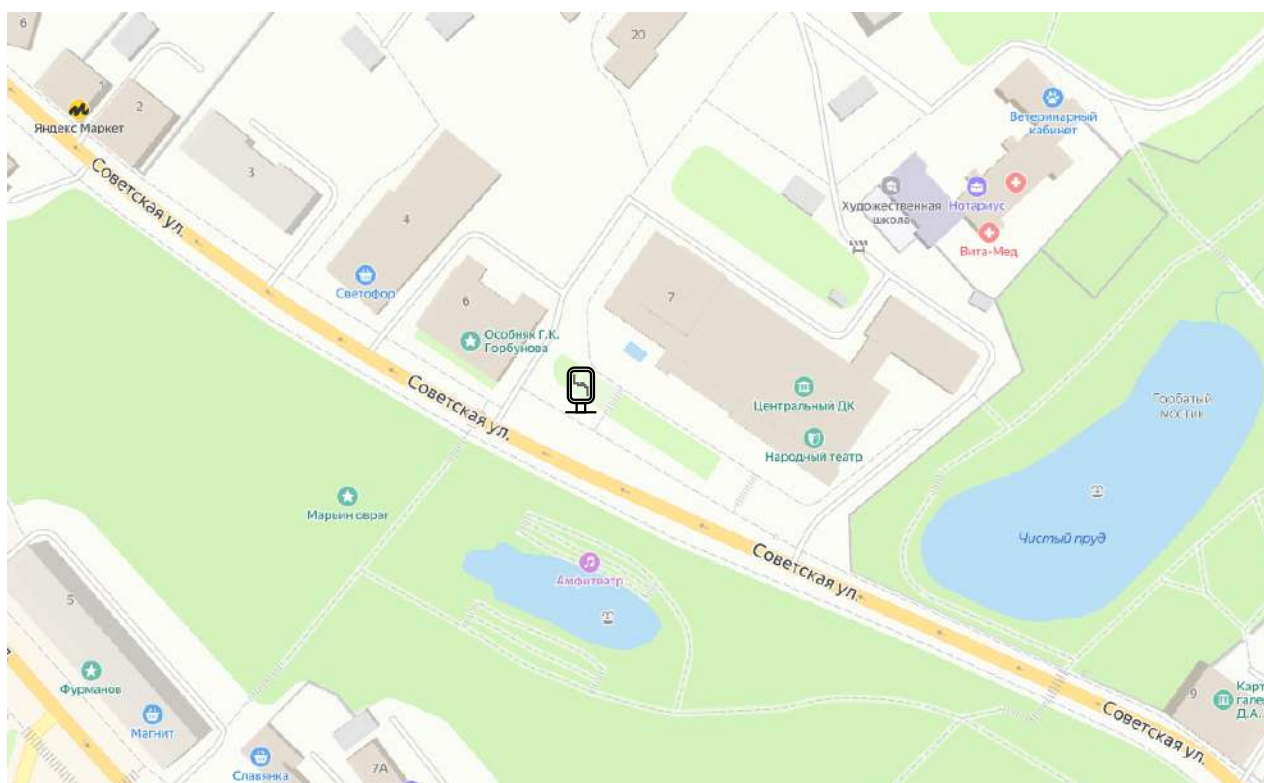 6
20
1
2
Яндекс Маркет
Ветеринарный
кабинет
3
Советская ул.
4
Художественная
школа
Нотариус
Вита-Мед
Светофор
6
7
Особняк Г.К.
Горбунова
Советская ул.
Центральный ДК
Народный театр
Горбатый
мостик
Марьин овраг
Чистый пруд
Советская ул.
Амфитеатр
5
Фурманов
Магнит
Славянка
7А
9
Карт
гале
Д.А.
Советская ул.